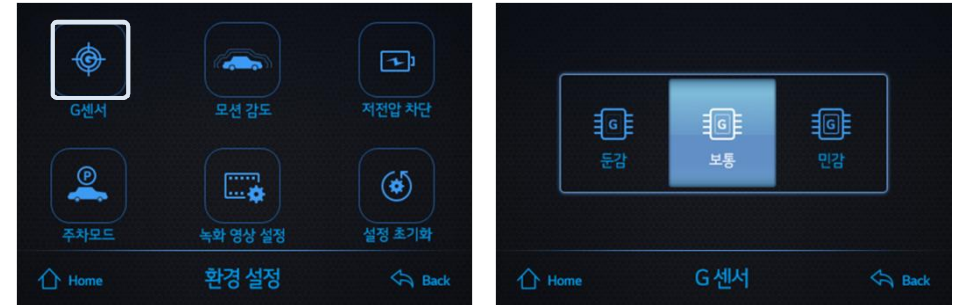 G센서 모션 감도 저전압 차단
P
주차모드 녹화 영상 설정 설정 초기화
Home 환경 설정 Back
G G G
둔감 보통 민감
Home G 센서 Back